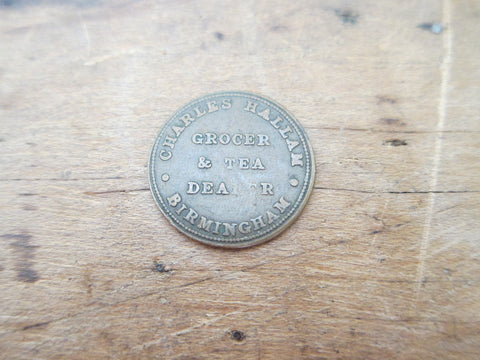 CHARLES HALLAM
GROCER
& TEA
DEALER
BIRMINGHAM